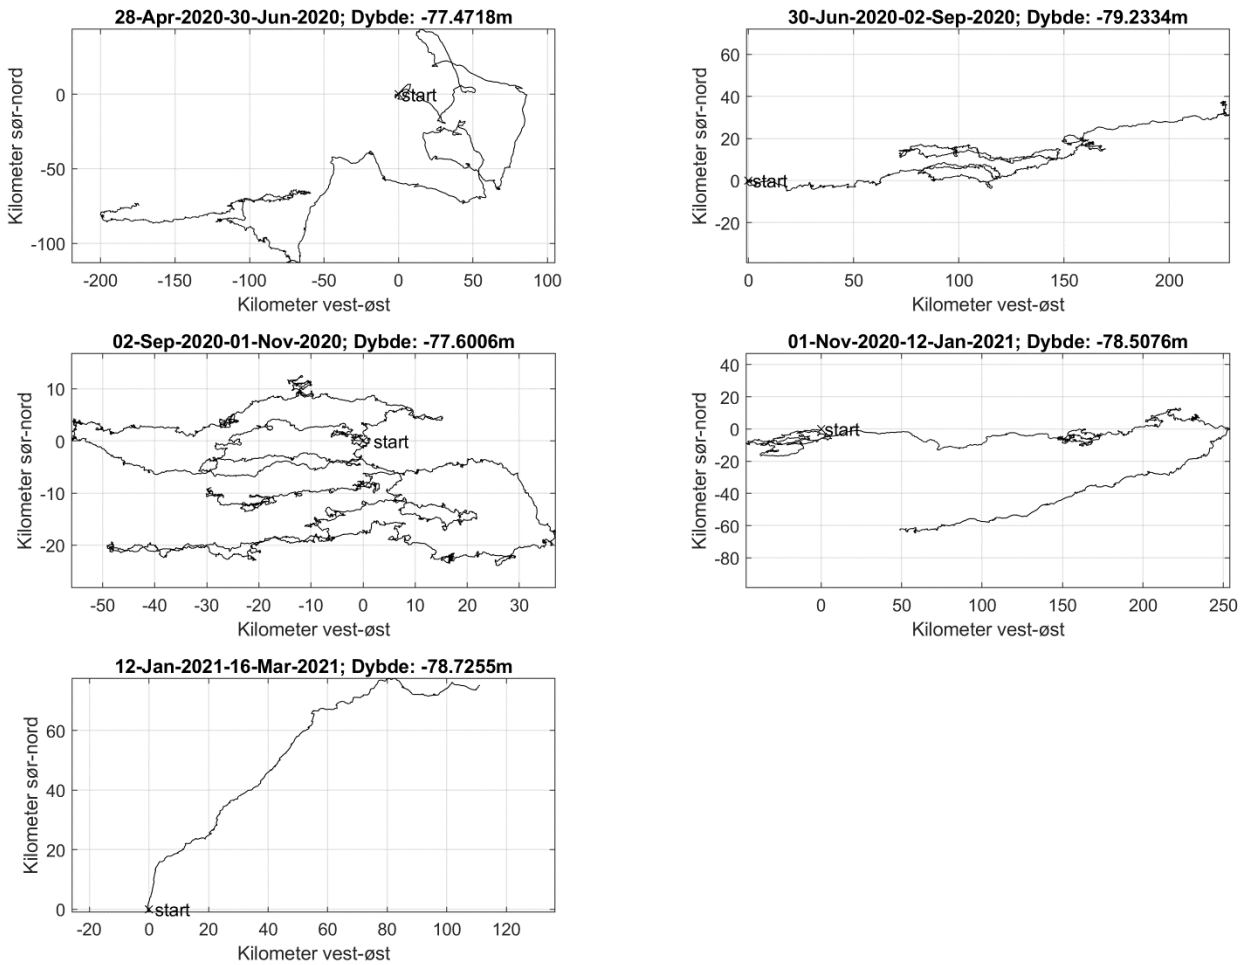 28-Apr-2020-30-Jun-2020; Dybde: -77.4718m
Kilometer sør-nord
0
-50
-100
start
-200 -150 -100 -50 0 50 100
Kilometer vest-øst
30-Jun-2020-02-Sep-2020; Dybde: -79.2334m
Kilometer sør-nord
60
40
20
0
-20
start
0 50 100 150 200
Kilometer vest-øst
02-Sep-2020-01-Nov-2020; Dybde: -77.6006m
Kilometer sør-nord
10
0
-10
-20
start
-50 -40 -30 -20 -10 0 10 20 30
Kilometer vest-øst
01-Nov-2020-12-Jan-2021; Dybde: -78.5076m
Kilometer sør-nord
40
20
0
-20
-40
-60
-80
start
0 50 100 150 200 250
Kilometer vest-øst
12-Jan-2021-16-Mar-2021; Dybde: -78.7255m
Kilometer sør-nord
60
40
20
0
start
-20 0 20 40 60 80 100 120
Kilometer vest-øst